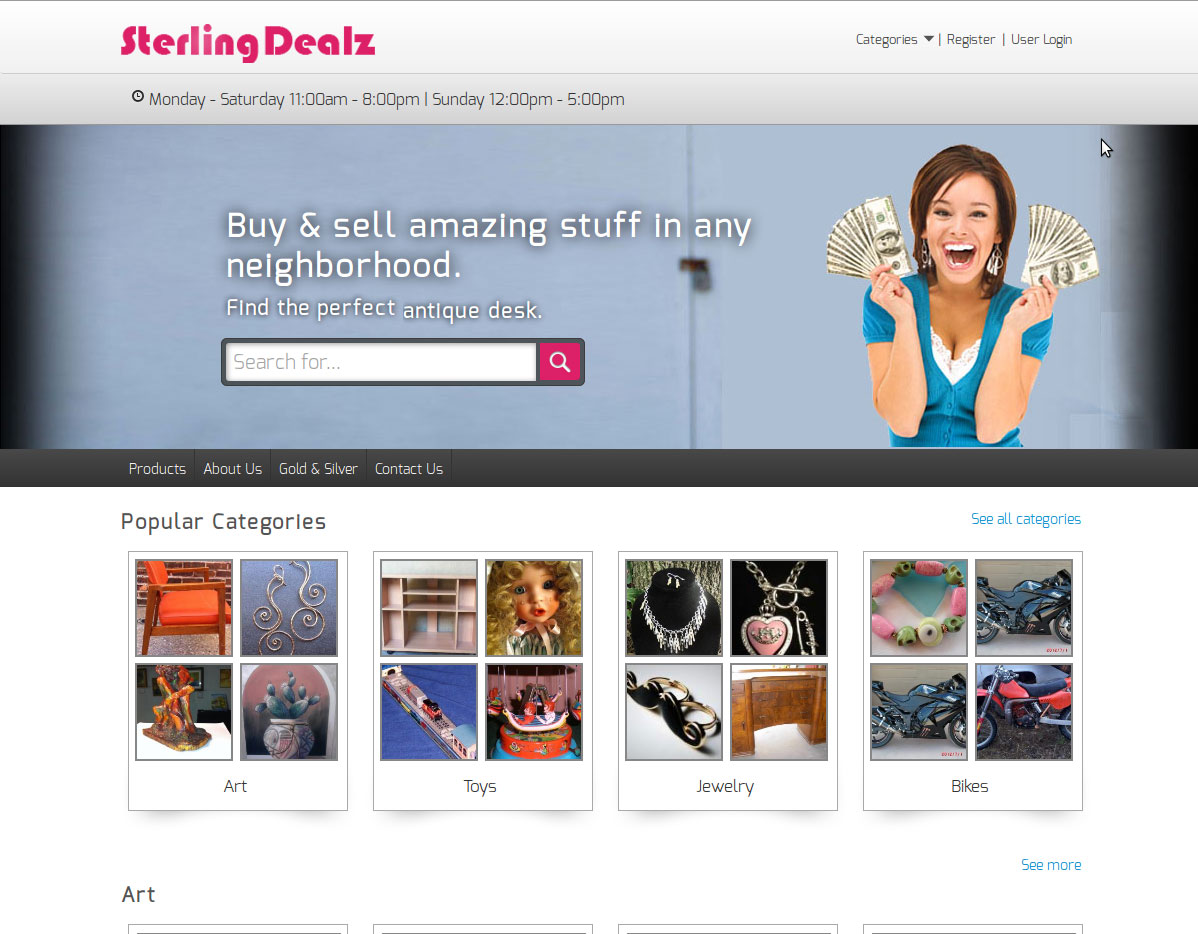 Sterling Dealz
Categories | Register | User Login
Monday - Saturday 11:00am - 8:00pm | Sunday 12:00pm - 5:00pm
Buy & sell amazing stuff in any
neighborhood.
Find the perfect antique desk.
Search for...
Products About Us Gold & Silver Contact Us
Popular Categories
See all categories
Art Toys Jewelry Bikes
See more
Art